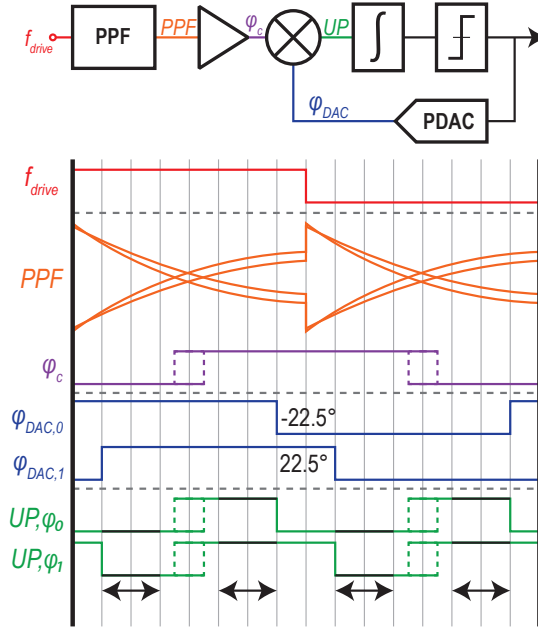 f_drive PPF PPF φ_c UP ∫
φ_DAC PDAC
f_drive
PPF
φ_c
φ_DAC,0 -22.5°
φ_DAC,1 22.5°
UP,φ_0
UP,φ_1